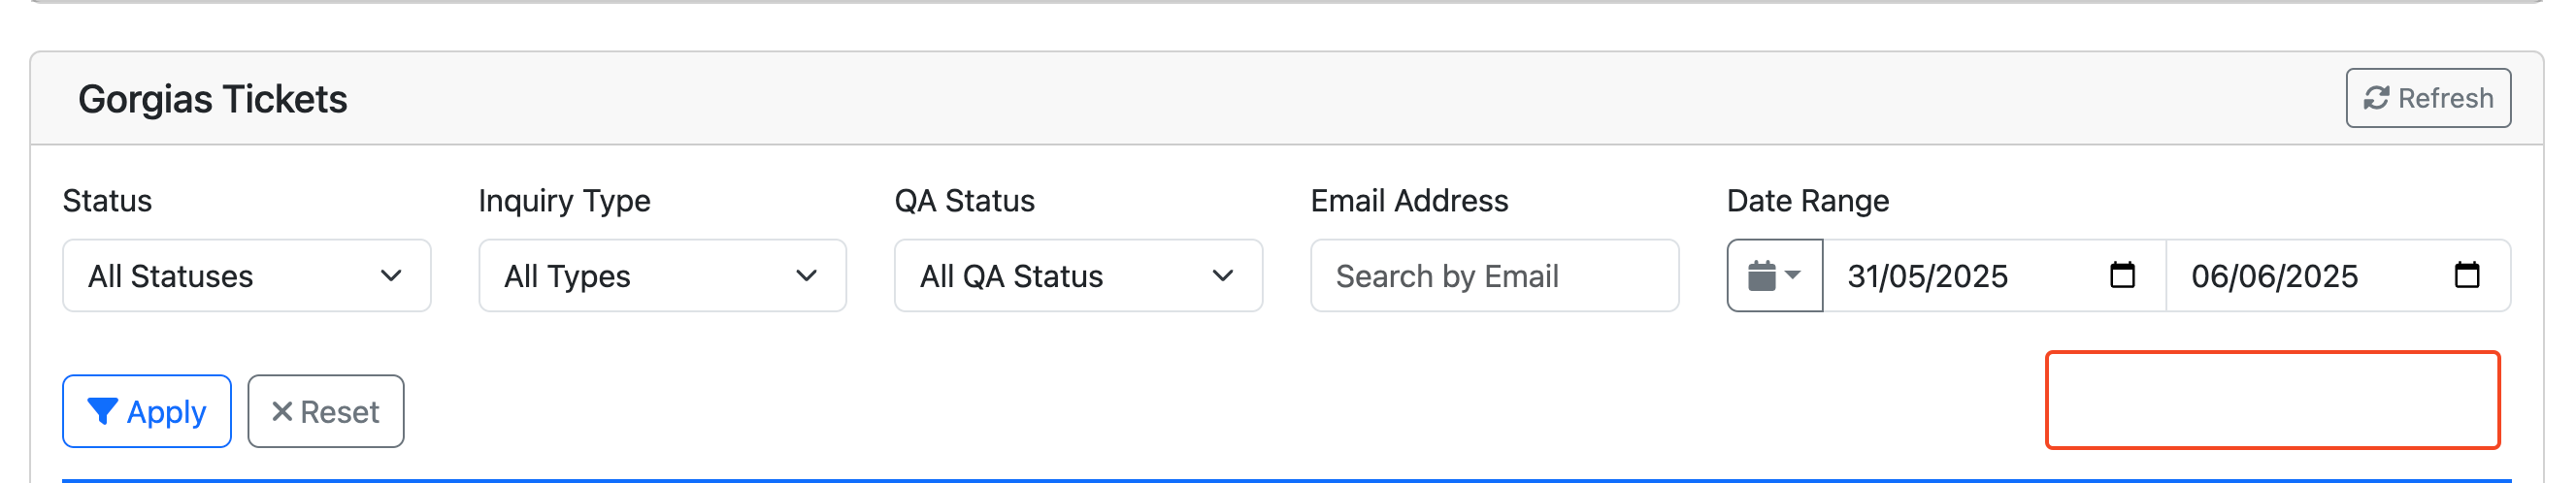 Gorgias Tickets
Refresh
Status
Inquiry Type
QA Status
Email Address
Date Range
All Statuses
All Types
All QA Status
Search by Email
31/05/2025
06/06/2025
Apply
Reset